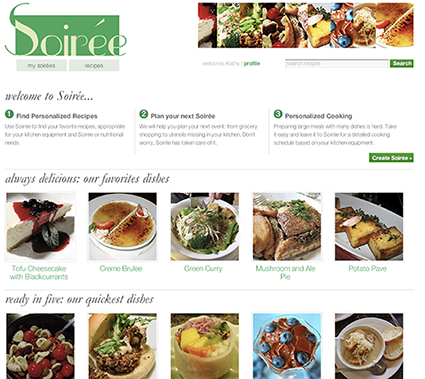 Soirée
my soirées recipes
welcome, Kathy : profile
search recipes Search
welcome to Soirée...
1 Find Personalized Recipes
Use Soirée to find your favorite recipes, appropriate
for your kitchen equipment and Soirée or nutritional
needs
2 Plan your next Soirée
We will help you plan your next event: from grocery
shopping to utensils missing in your kitchen. Don't
worry, Soirée has taken care of it.
3 Personalized Cooking
Preparing large meals with many dishes is hard. Take
it easy and leave it to Soirée for a detailed cooking
schedule based on your kitchen equipment.
Create Soirée »
always delicious: our favorites dishes
Tofu Cheesecake
with Blackcurrants
Creme Brulee
Green Curry
Mushroom and Ale
Pie
Potato Pave
ready in five: our quickest dishes